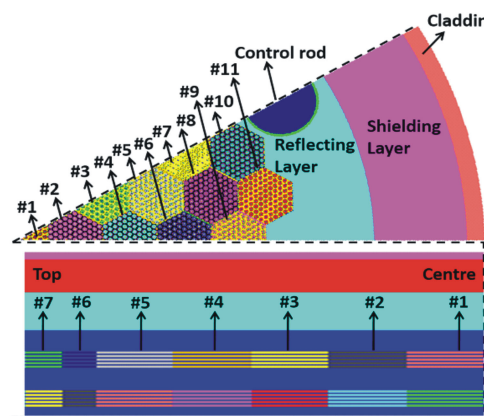 Claddin
Control rod
#11
#9
#10
#8
#7
#6
#5
#4
#3
#2
#1
Reflecting
Layer
Shielding
Layer
Top
Centre
#7 #6 #5 #4 #3 #2 #1